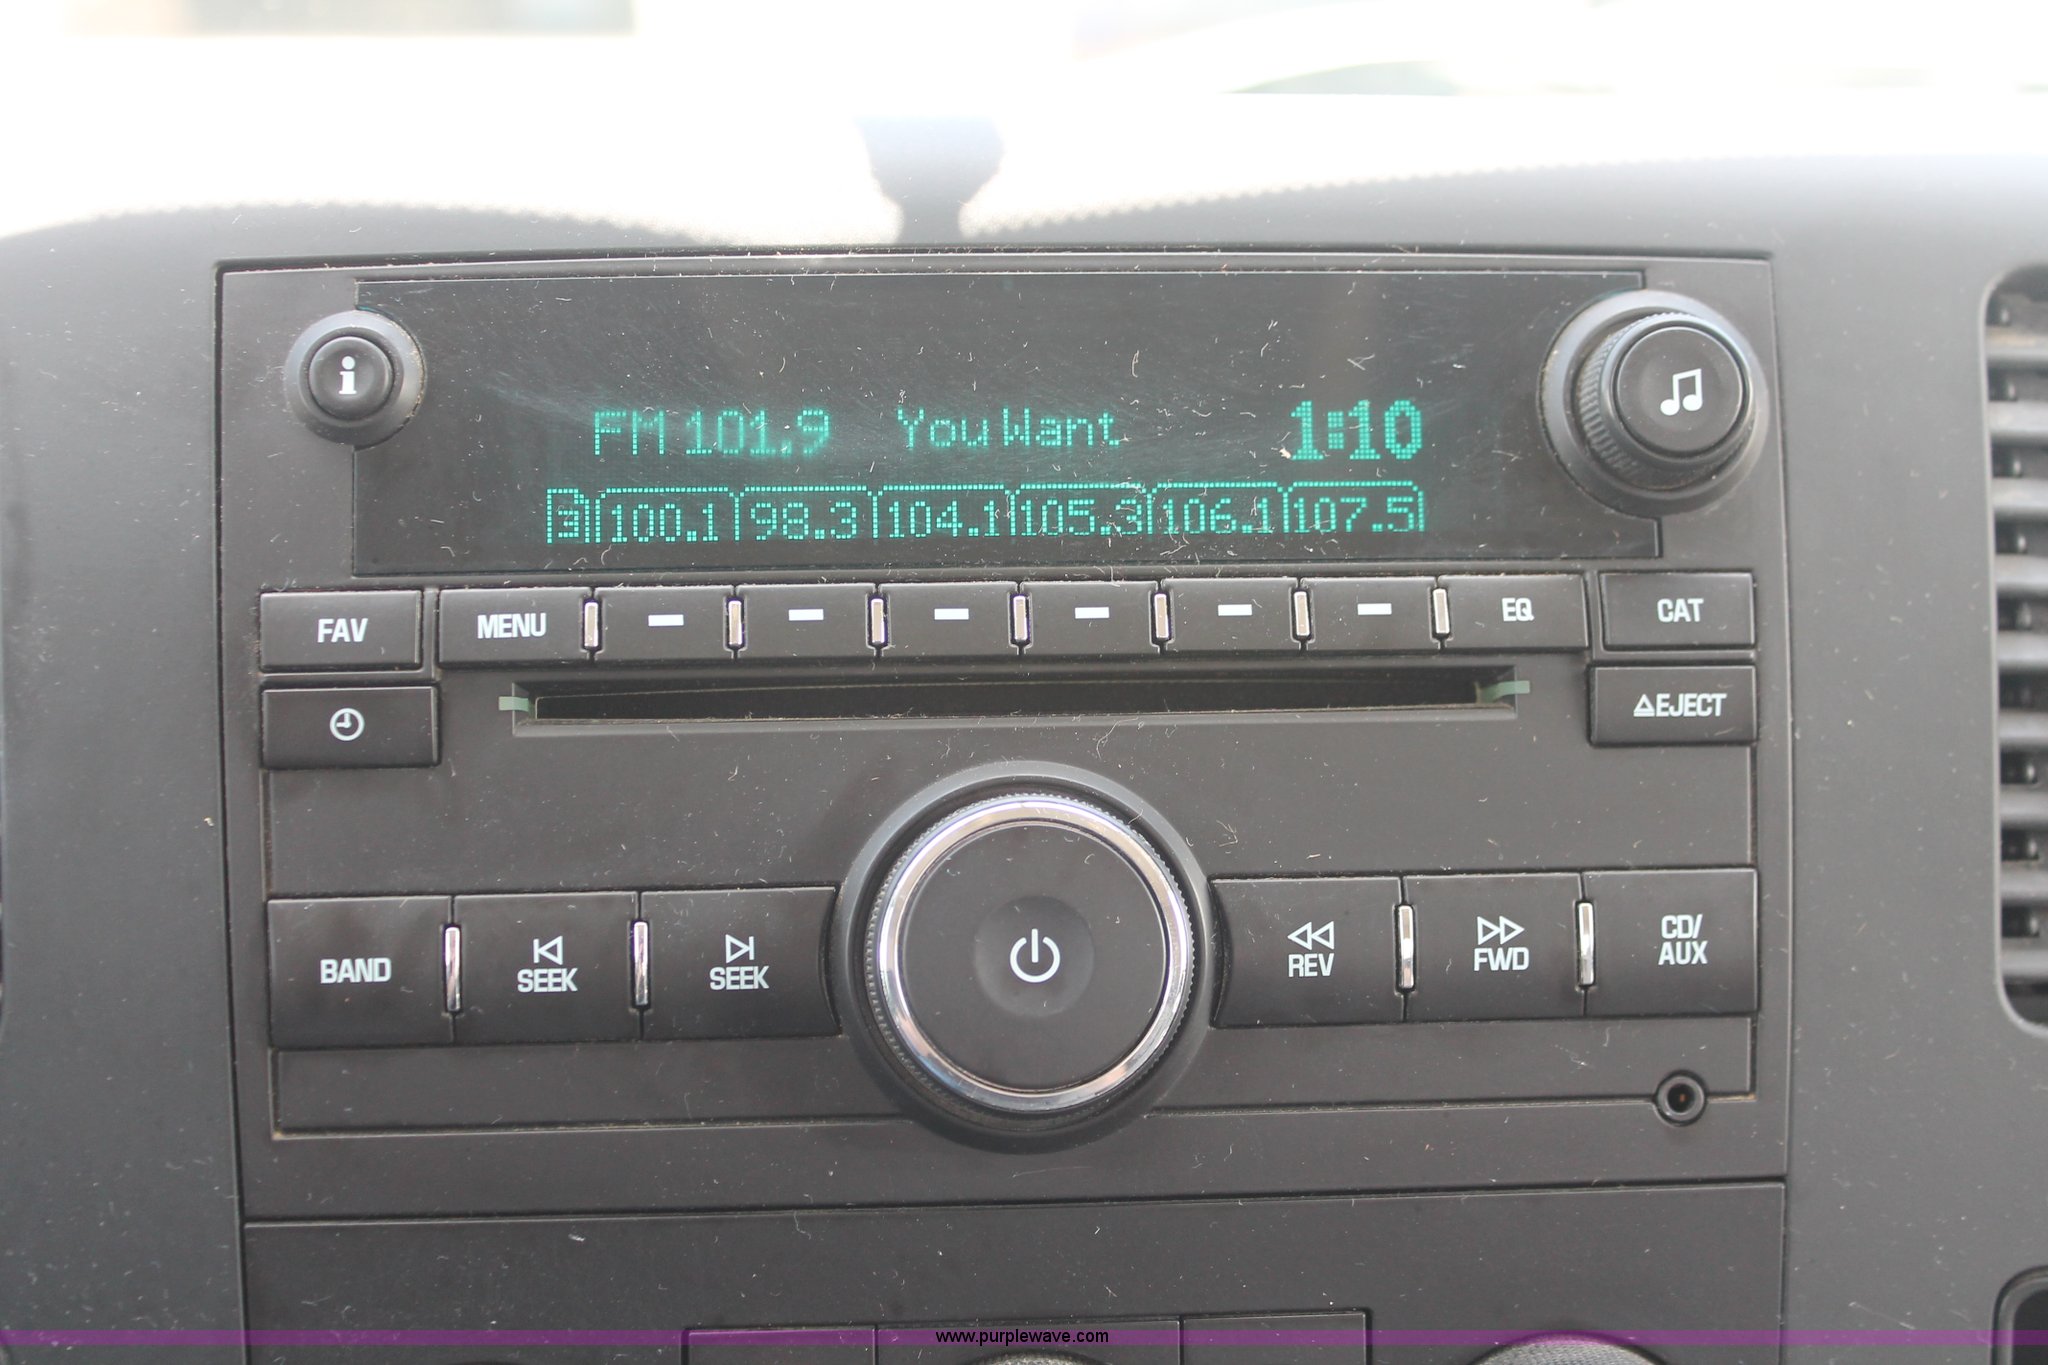 FM 101.9 You Want 1:10
3 100.1 98.3 104.1 105.3 106.1 107.5
FAV MENU EQ CAT
EJECT
BAND SEEK SEEK REV FWD CD/
AUX
www.purplewave.com